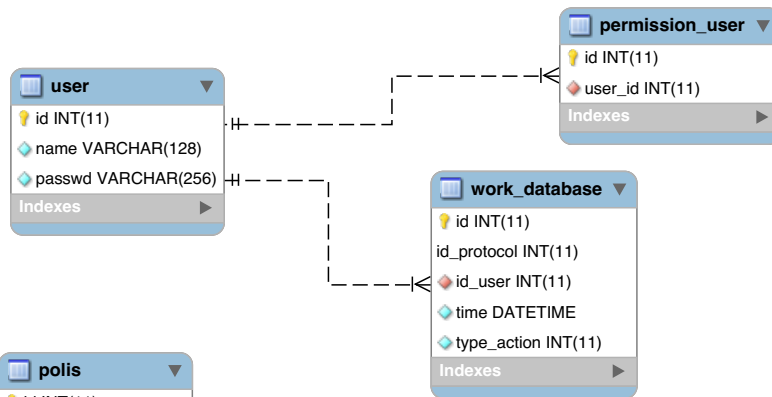 permission_user
id INT(11)
user_id INT(11)
Indexes
user
id INT(11)
name VARCHAR(128)
passwd VARCHAR(256)
Indexes
work_database
id INT(11)
id_protocol INT(11)
id_user INT(11)
time DATETIME
type_action INT(11)
Indexes
polis